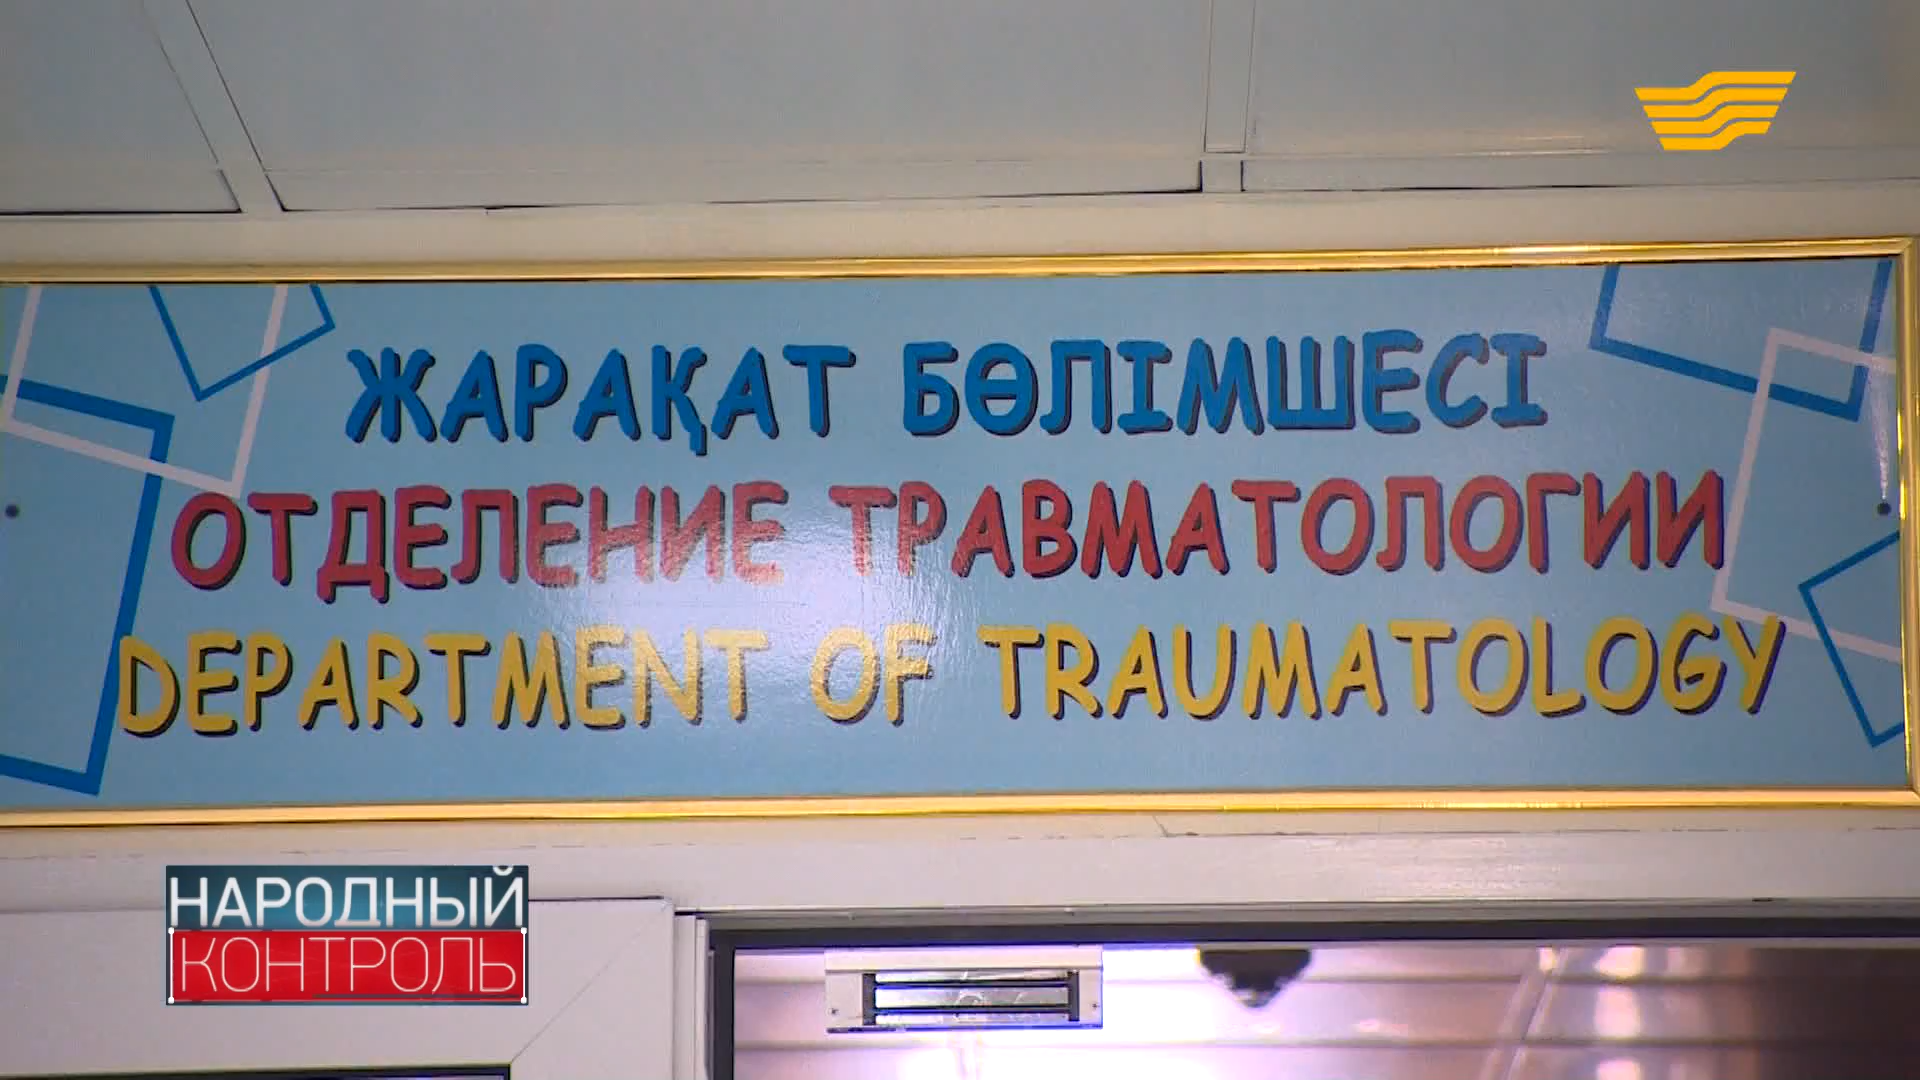 ЖАРАҚАТ БӨЛІМШЕСІ
ОТДЕЛЕНИЕ ТРАВМАТОЛОГИИ
DEPARTMENT OF TRAUMATOLOGY
НАРОДНЫЙ
КОНТРОЛЬ